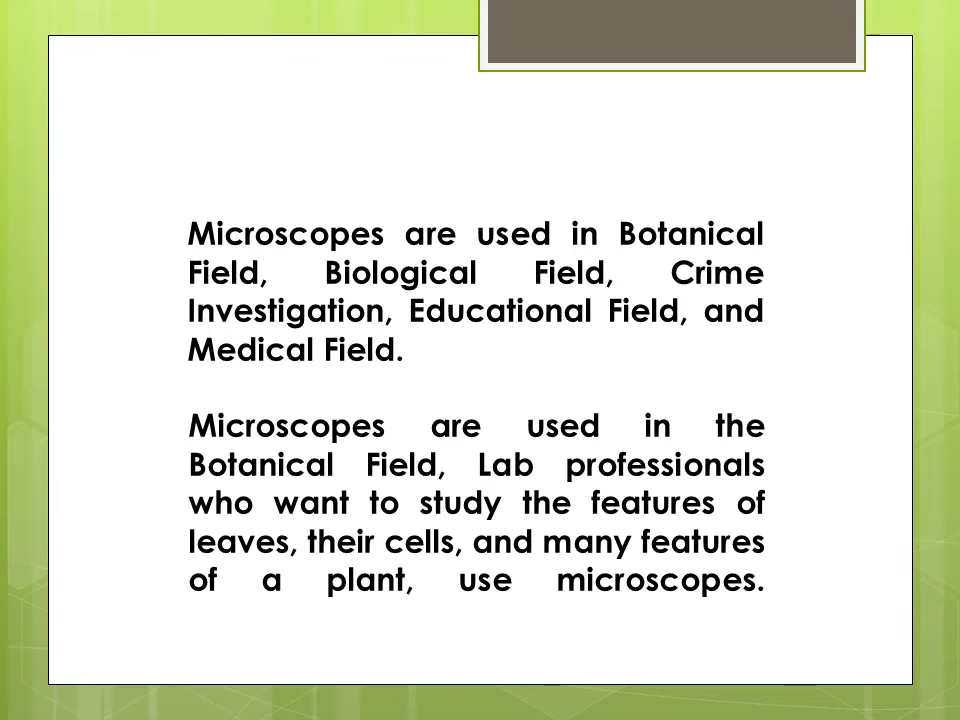 Microscopes are used in Botanical
Field, Biological Field, Crime
Investigation, Educational Field, and
Medical Field.
Microscopes are used in the
Botanical Field, Lab professionals
who want to study the features of
leaves, their cells, and many features
of a plant, use microscopes.